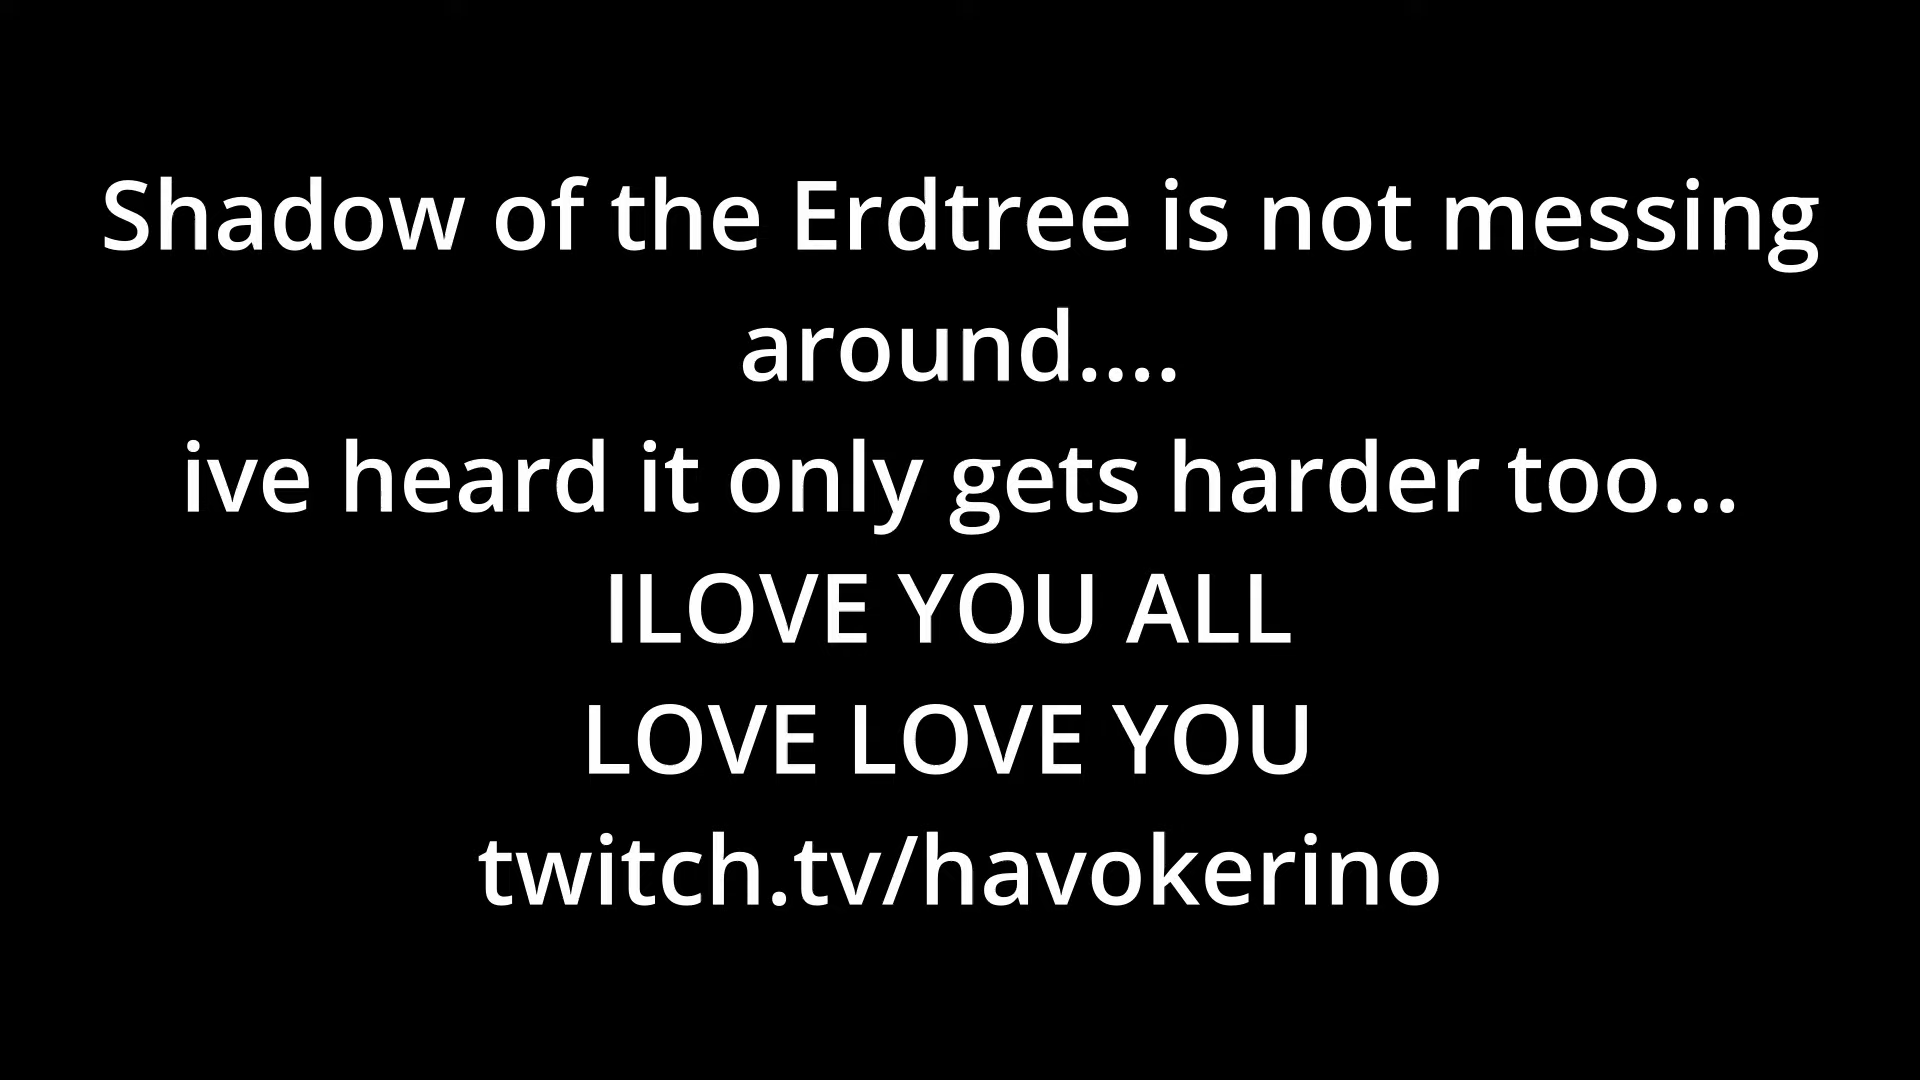 Shadow of the Erdtree is not messing
around....
ive heard it only gets harder too...
ILOVE YOU ALL
LOVE LOVE YOU
twitch.tv/havokerino